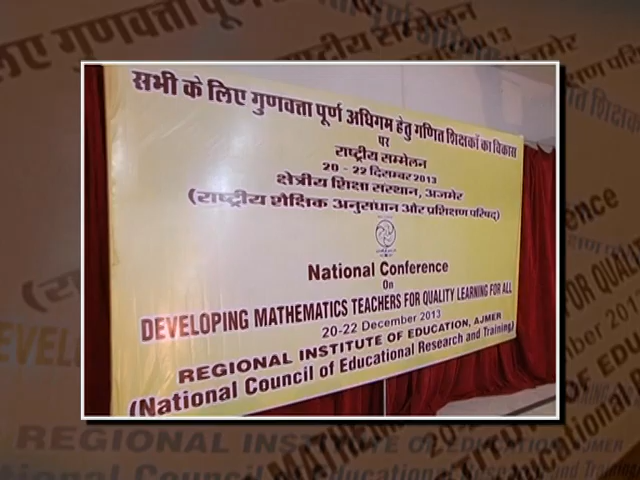 सभी के लिए गुणवत्ता पूर्ण अधिगम हेतु गणित शिक्षकों का विकास
पर
राष्ट्रीय सम्मेलन
20 - 22 दिसम्बर 2013
क्षेत्रीय शिक्षा संस्थान, अजमेर
(राष्ट्रीय शैक्षिक अनुसंधान और प्रशिक्षण परिषद्)
National Conference
On
DEVELOPING MATHEMATICS TEACHERS FOR QUALITY LEARNING FOR ALL
20-22 December 2013
REGIONAL INSTITUTE OF EDUCATION, AJMER
(National Council of Educational Research and Training)